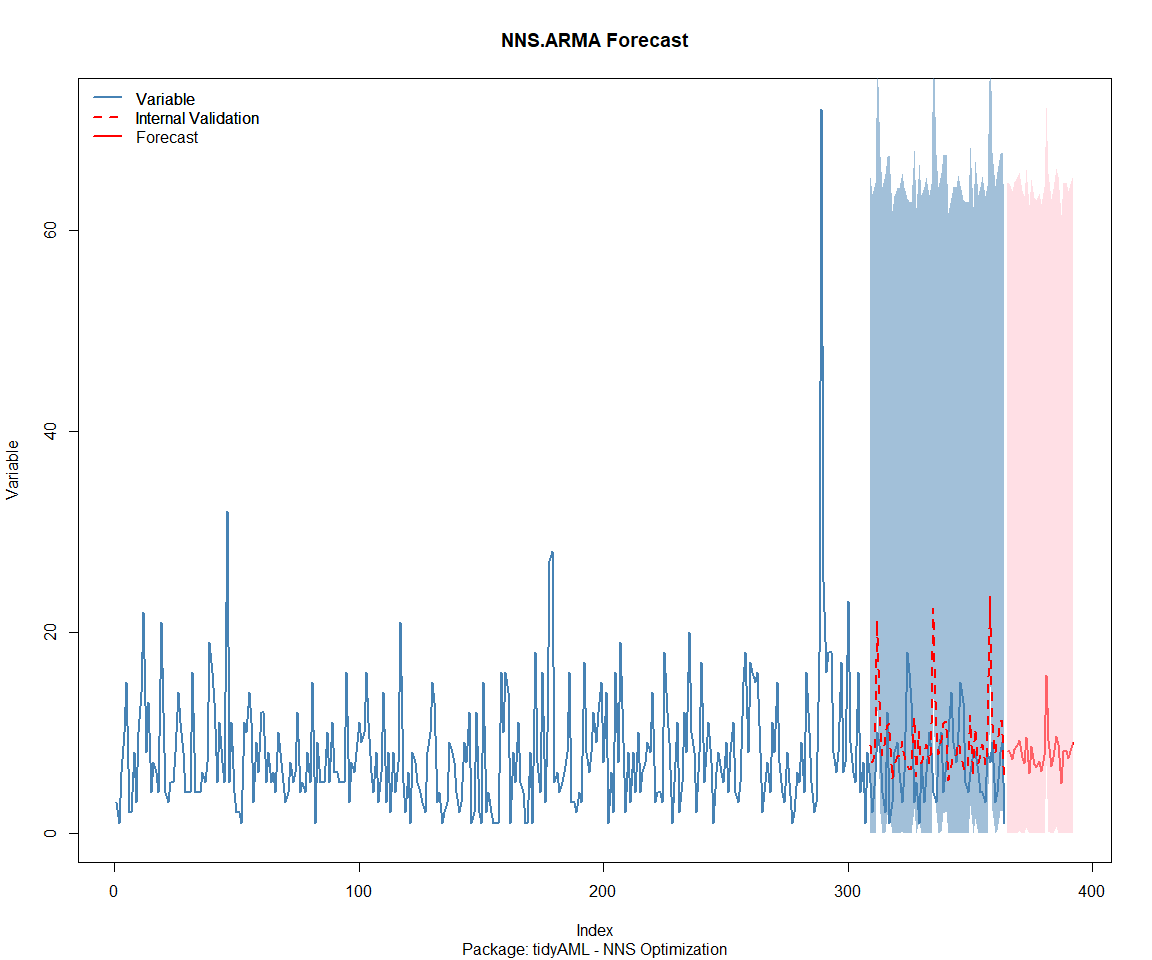 NNS.ARMA Forecast
Variable
Internal Validation
Forecast
Variable
60
40
20
0
0
100
200
300
400
Index
Package: tidyAML - NNS Optimization